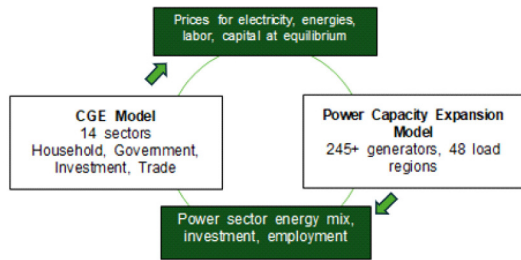 Prices for electricity, energies,
labor, capital at equilibrium
CGE Model
14 sectors
Household, Government,
Investment, Trade
Power Capacity Expansion
Model
245+ generators, 48 load
regions
Power sector energy mix,
investment, employment